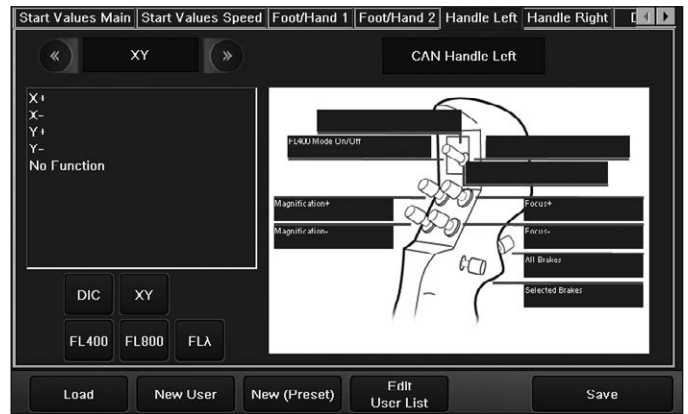 Start Values Main Start Values Speed Foot/Hand 1 Foot/Hand 2 Handle Left Handle Right
« XY »
CAN Handle Left
X+
X-
Y+
Y-
No Function
FL400 Mode On/Off
Magnification+
Focus+
Magnification-
Focus-
All Brakes
Selected Brakes
DIC XY
FL400 FL800 FLλ
Load New User New (Preset) Edit
User List Save